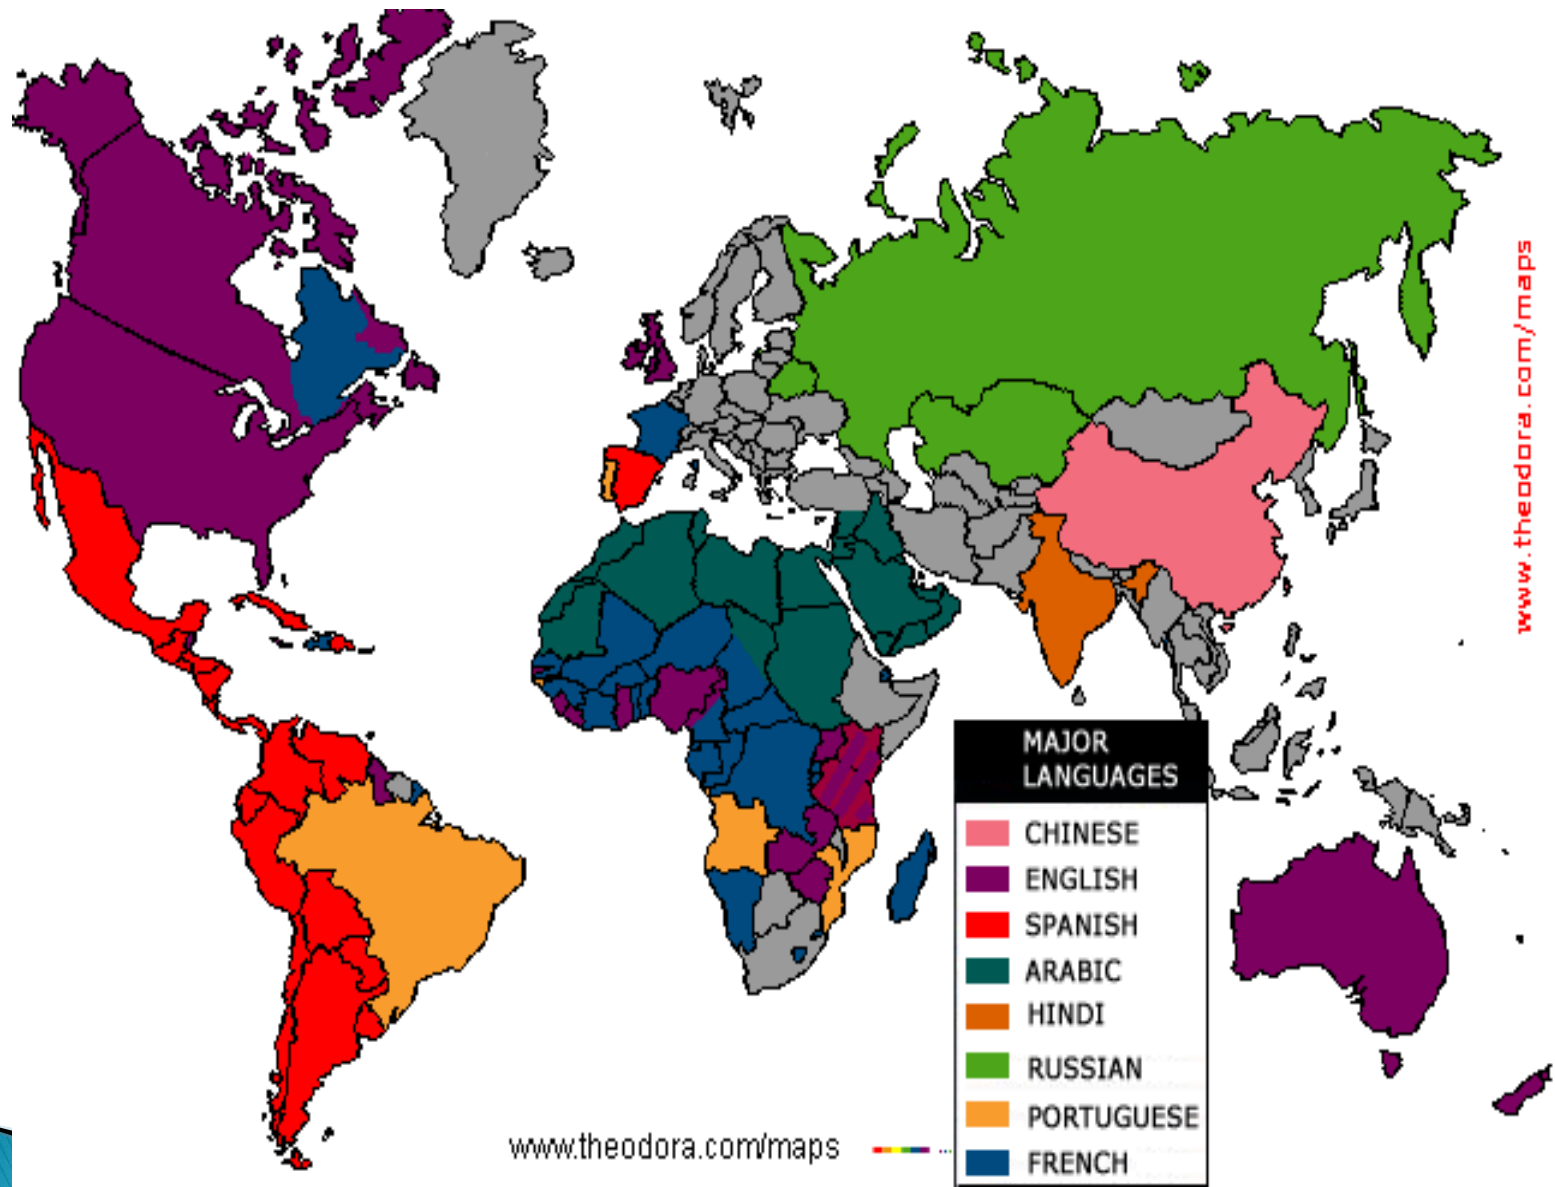 www.theodora.com/maps
MAJOR
LANGUAGES
CHINESE
ENGLISH
SPANISH
ARABIC
HINDI
RUSSIAN
PORTUGUESE
FRENCH
www.theodora.com/maps